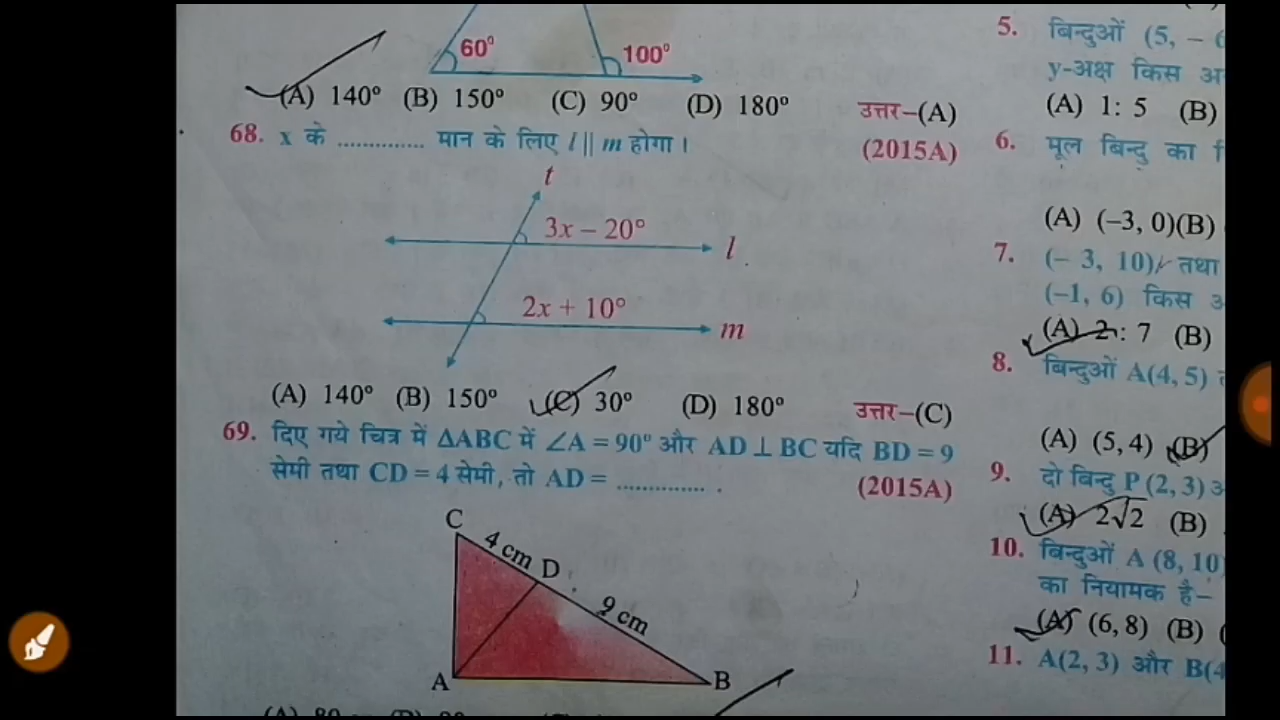 60° 100°
(A) 140° (B) 150° (C) 90° (D) 180° उत्तर–(A)
68. x के .............. मान के लिए l || m होगा। (2015A)
t
3x – 20°
l
2x + 10°
m
(A) 140° (B) 150° (C) 30° (D) 180° उत्तर–(C)
69. दिए गये चित्र में ΔABC में ∠A = 90° और AD ⊥ BC यदि BD = 9
सेमी तथा CD = 4 सेमी, तो AD = .............. . (2015A)
C
4 cm D
9 cm
A B
5. बिन्दुओं (5, –
y-अक्ष किस
(A) 1: 5 (B)
6. मूल बिन्दु का
(A) (–3, 0)(B)
7. (– 3, 10) तथा
(–1, 6) किस
(A) 2 : 7 (B)
8. बिन्दुओं A(4, 5)
(A) (5, 4) (B)
9. दो बिन्दु P (2, 3)
(A) 2√2 (B)
10. बिन्दुओं A (8, 10)
का नियामक है–
(A) (6, 8) (B)
11. A(2, 3) और B(4